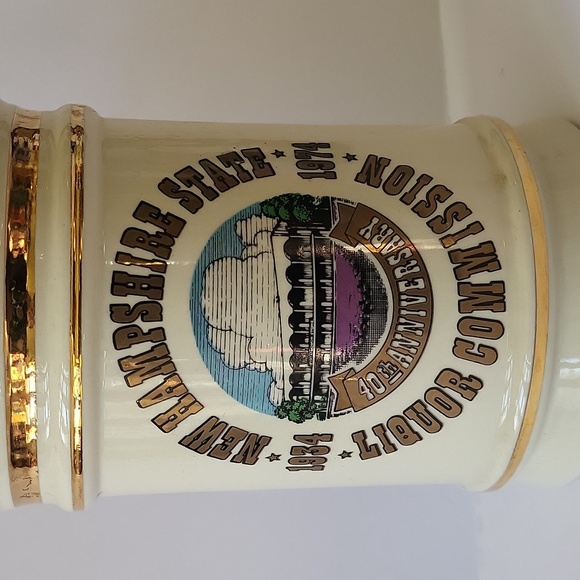 NEW HAMPSHIRE STATE
1934
1974
LIQUOR COMMISSION
40TH ANNIVERSARY